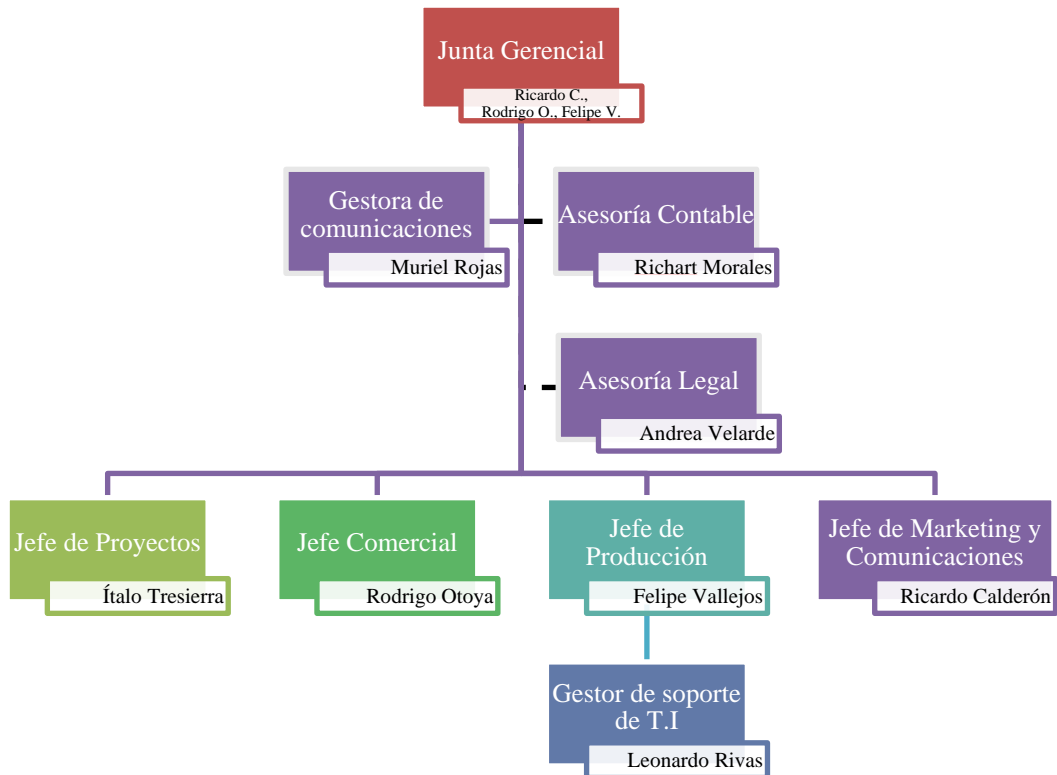 Junta Gerencial
Ricardo C.,
Rodrigo O., Felipe V.
Gestora de
comunicaciones
Muriel Rojas
Asesoría Contable
Richart Morales
Asesoría Legal
Andrea Velarde
Jefe de Proyectos
Ítalo Tresierra
Jefe Comercial
Rodrigo Otoya
Jefe de
Producción
Felipe Vallejos
Jefe de Marketing y
Comunicaciones
Ricardo Calderón
Gestor de soporte
de T.I
Leonardo Rivas